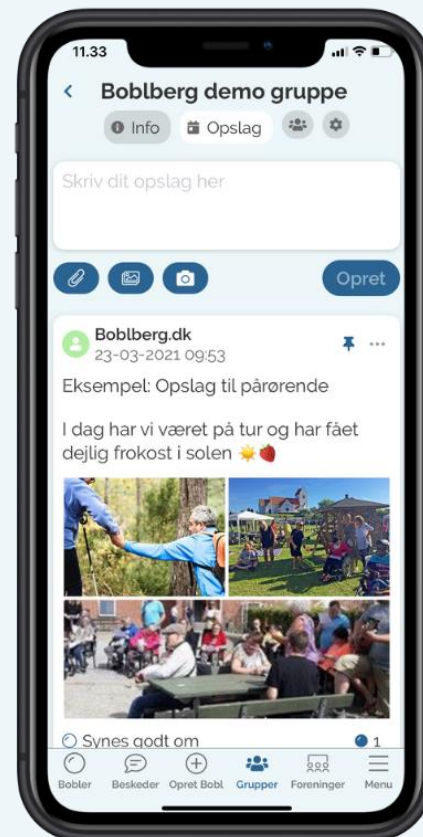 11.33
Boblberg demo gruppe
Info
Opslag
Skriv dit opslag her
Opret
Boblberg.dk
23-03-2021 09:53
Eksempel: Opslag til pårørende
I dag har vi været på tur og har fået
dejlig frokost i solen ☀️🍓
Synes godt om
1
Bobler
Beskeder
Opret Bobl
Grupper
Foreninger
Menu